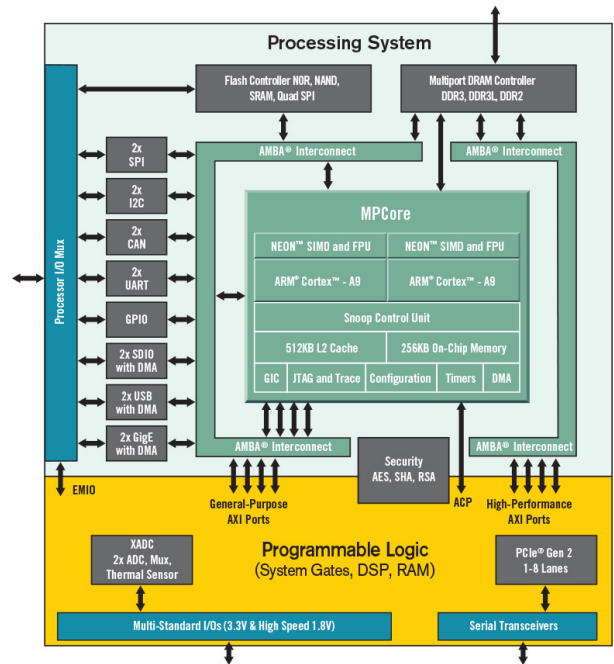 Processing System
Flash Controller NOR, NAND,
SRAM, Quad SPI
Multiport DRAM Controller
DDR3, DDR3L, DDR2
Processor I/O Mux
2x
SPI
2x
I2C
2x
CAN
2x
UART
GPIO
2x SDIO
with DMA
2x USB
with DMA
2x GigE
with DMA
AMBA® Interconnect
AMBA® Interconnect
MPCore
NEON™ SIMD and FPU
NEON™ SIMD and FPU
ARM® Cortex™ - A9
ARM® Cortex™ - A9
Snoop Control Unit
512KB L2 Cache
256KB On-Chip Memory
GIC
JTAG and Trace
Configuration
Timers
DMA
AMBA® Interconnect
AMBA® Interconnect
Security
AES, SHA, RSA
EMIO
General-Purpose
AXI Ports
ACP
High-Performance
AXI Ports
Programmable Logic
(System Gates, DSP, RAM)
XADC
2x ADC, Mux,
Thermal Sensor
PCIe® Gen 2
1-8 Lanes
Multi-Standard I/Os (3.3V & High Speed 1.8V)
Serial Transceivers